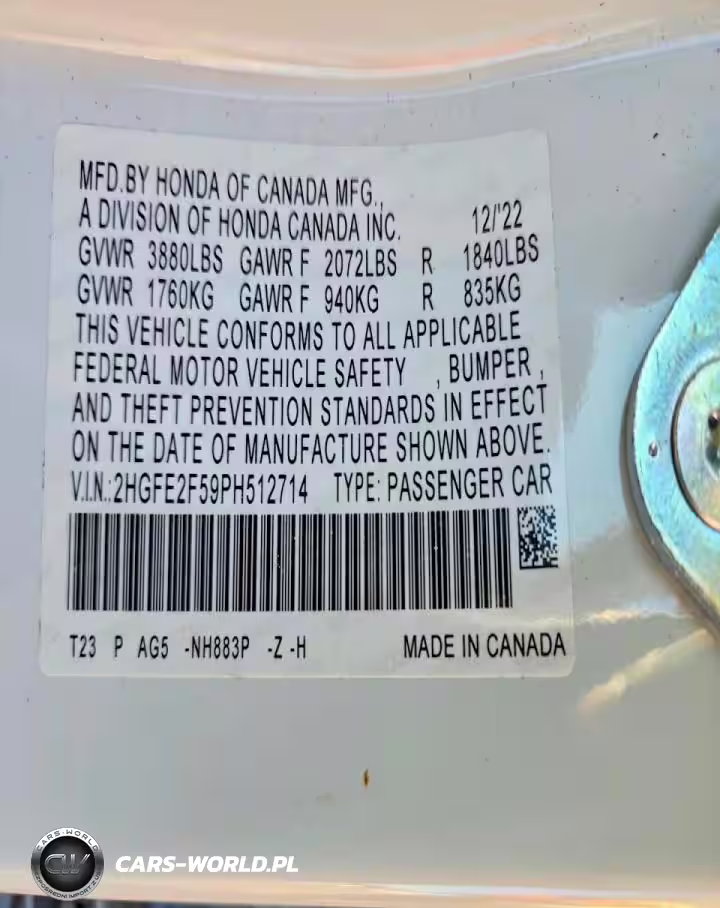 MFD.BY HONDA OF CANADA MFG.,
A DIVISION OF HONDA CANADA INC. 12/'22
GVWR 3880LBS GAWR F 2072LBS R 1840LBS
GVWR 1760KG GAWR F 940KG R 835KG
THIS VEHICLE CONFORMS TO ALL APPLICABLE
FEDERAL MOTOR VEHICLE SAFETY , BUMPER ,
AND THEFT PREVENTION STANDARDS IN EFFECT
ON THE DATE OF MANUFACTURE SHOWN ABOVE.
V.I.N.:2HGFE2F59PH512714 TYPE: PASSENGER CAR
T23 P AG5 -NH883P -Z -H MADE IN CANADA
CARS-WORLD
CW
CARS-WORLD.PL